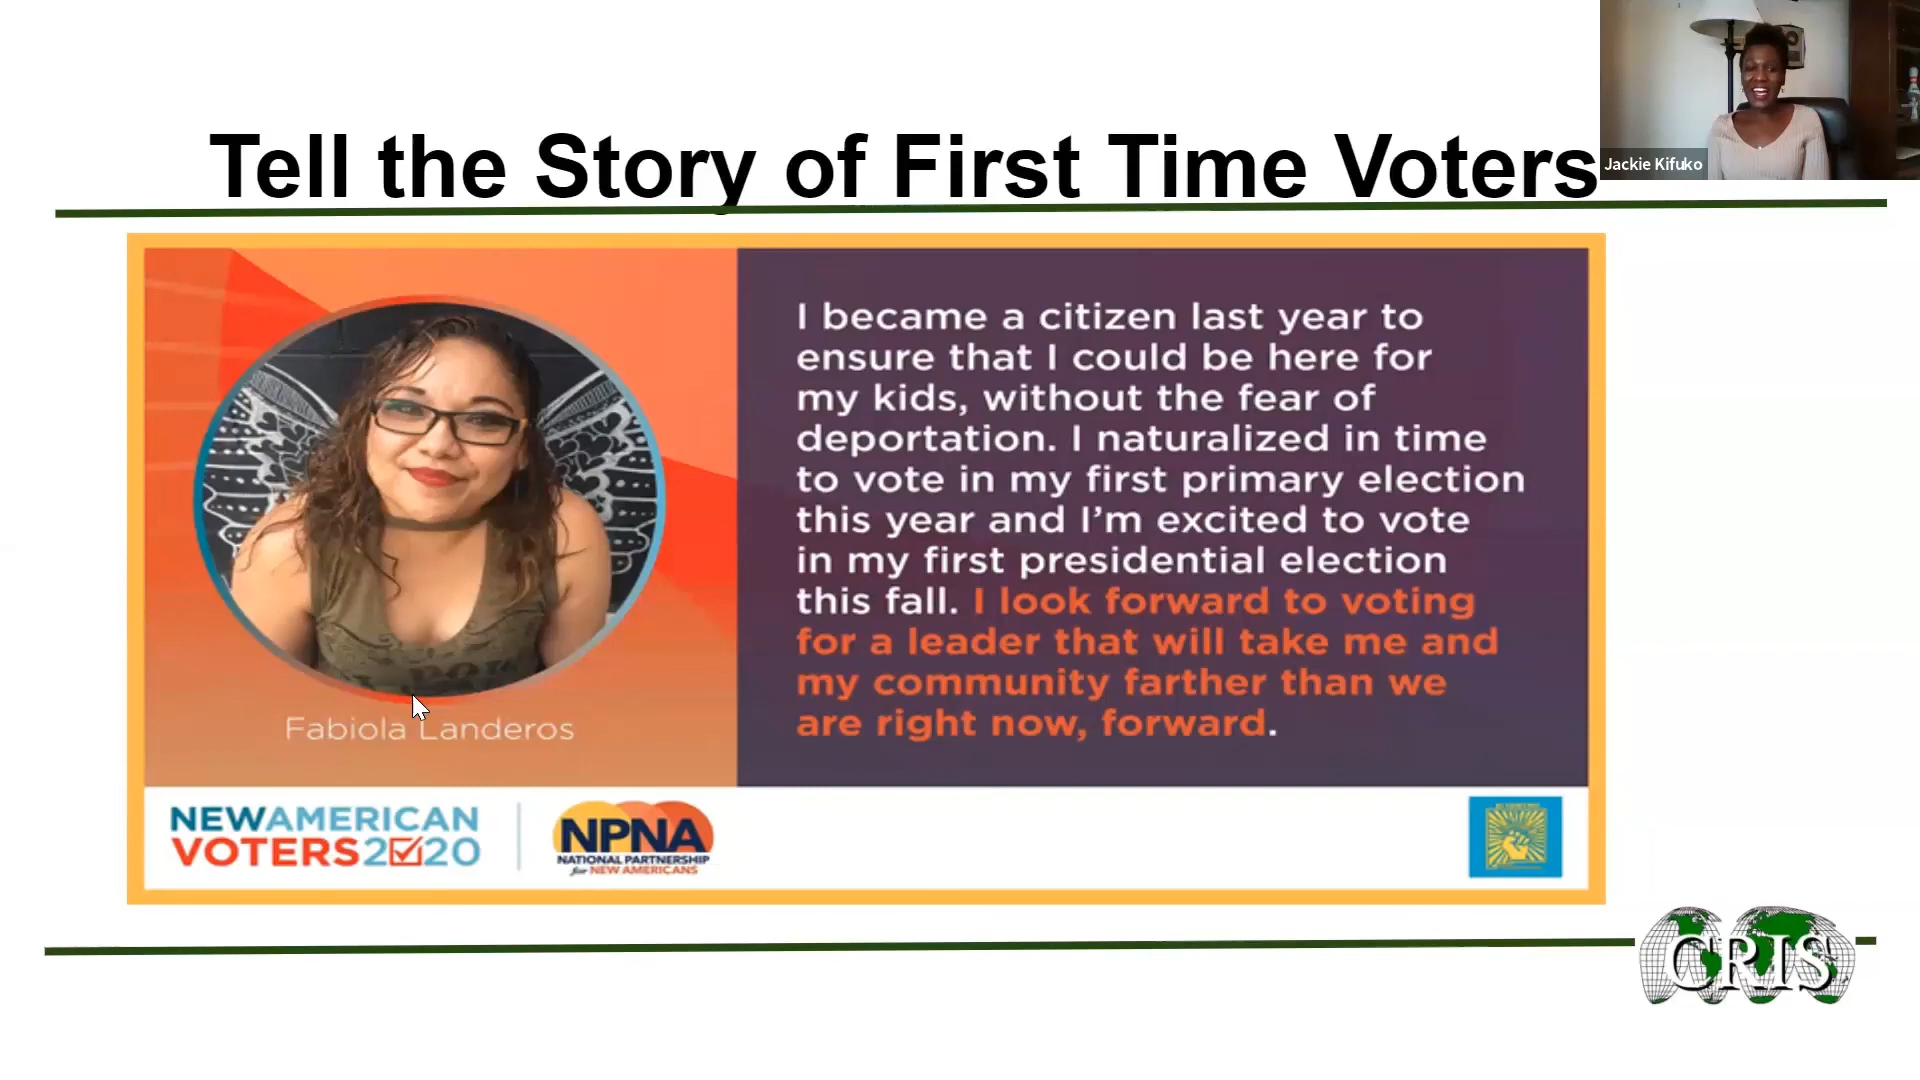 Tell the Story of First Time Voters
Jackie Kifuko
I became a citizen last year to
ensure that I could be here for
my kids, without the fear of
deportation. I naturalized in time
to vote in my first primary election
this year and I’m excited to vote
in my first presidential election
this fall. I look forward to voting
for a leader that will take me and
my community farther than we
are right now, forward.
Fabiola Landeros
NEWAMERICAN
VOTERS2020
NPNA
NATIONAL PARTNERSHIP
for NEW AMERICANS
CRIS